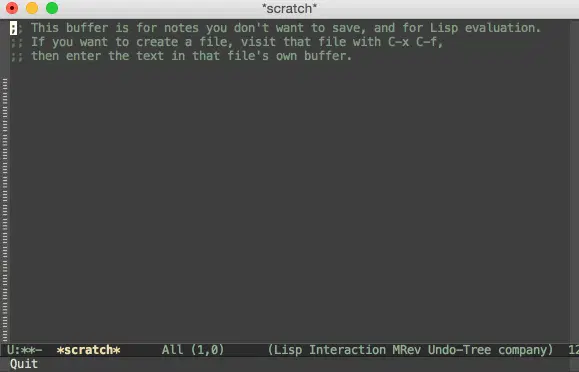 *scratch*
;; This buffer is for notes you don't want to save, and for Lisp evaluation.
;; If you want to create a file, visit that file with C-x C-f,
;; then enter the text in that file's own buffer.
U:**-  *scratch*      All (1,0)      (Lisp Interaction MRev Undo-Tree company)  12
Quit